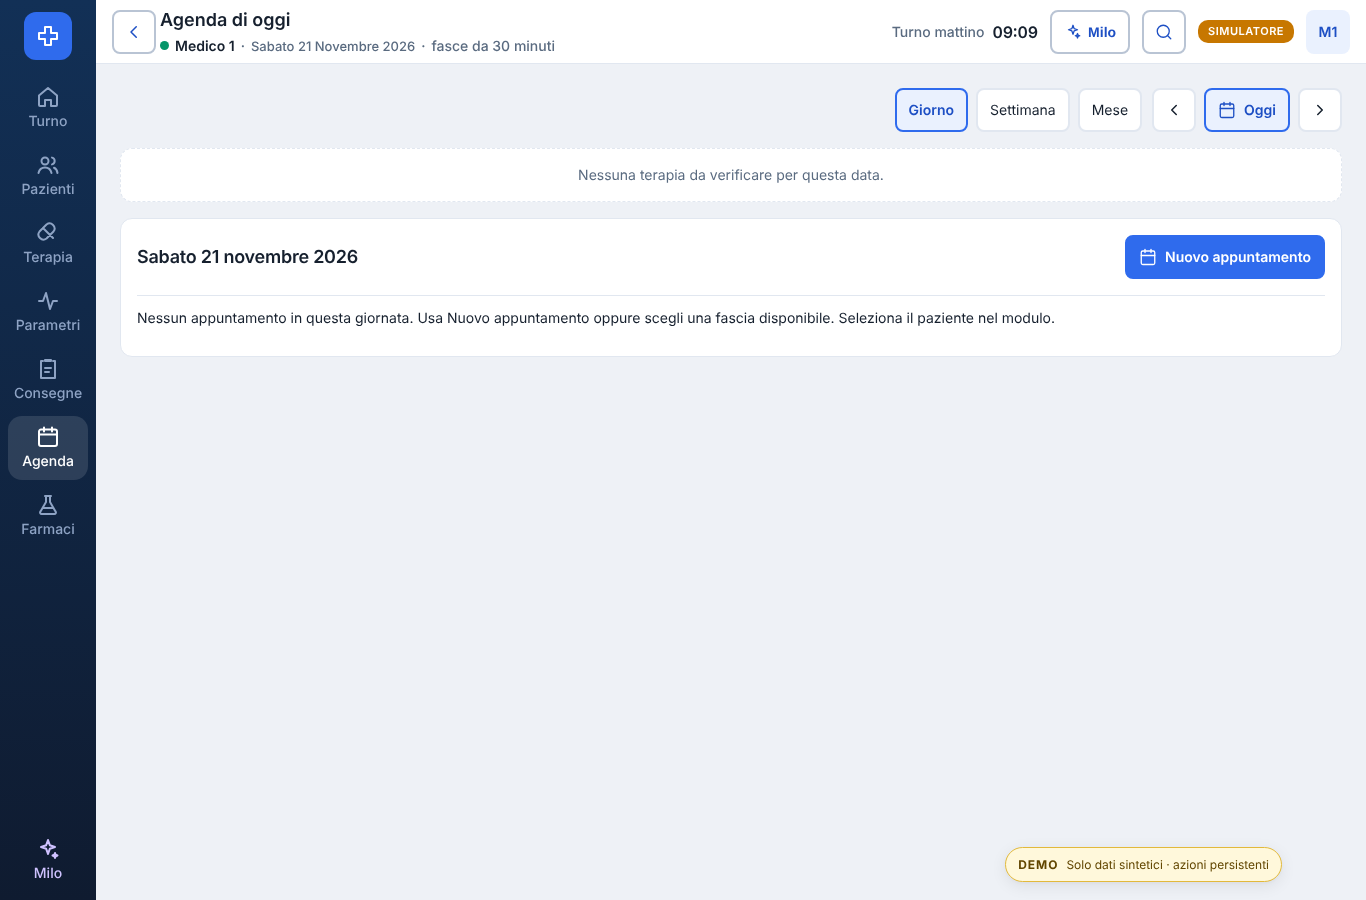 Agenda di oggi
Medico 1 · Sabato 21 Novembre 2026 · fasce da 30 minuti
Turno mattino 09:09
Milo
SIMULATORE
M1
Turno
Pazienti
Terapia
Parametri
Consegne
Agenda
Farmaci
Milo
Giorno
Settimana
Mese
Oggi
Nessuna terapia da verificare per questa data.
Sabato 21 novembre 2026
Nuovo appuntamento
Nessun appuntamento in questa giornata. Usa Nuovo appuntamento oppure scegli una fascia disponibile. Seleziona il paziente nel modulo.
DEMO Solo dati sintetici · azioni persistenti